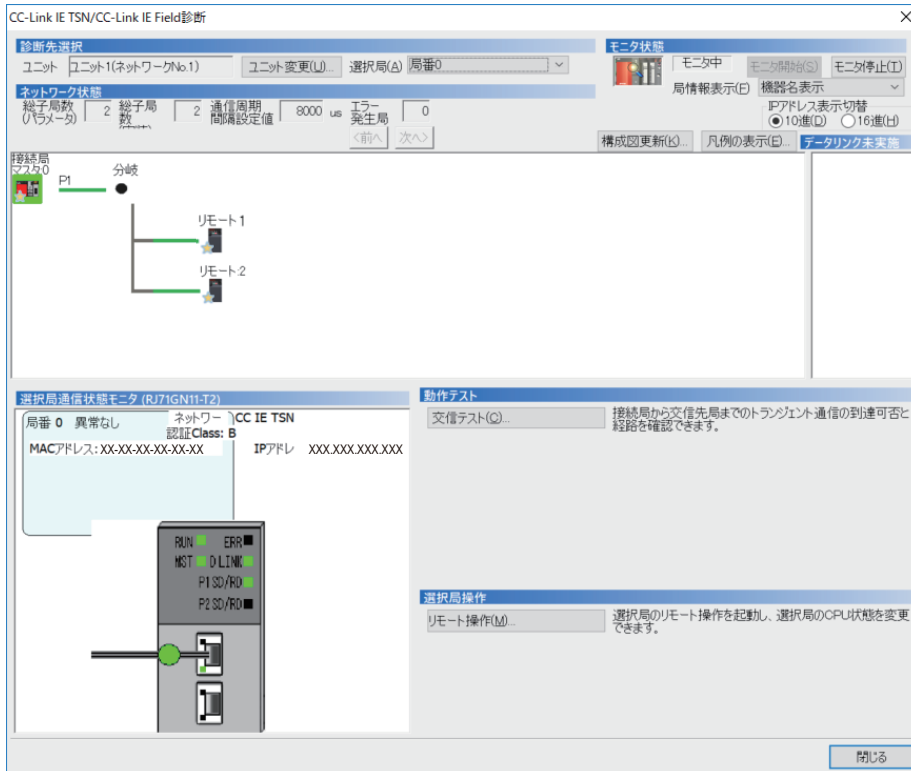 CC-Link IE TSN/CC-Link IE Field診断
診断先選択
ユニット ユニット1(ネットワークNo.1) ユニット変更(U)... 選択局(A) 局番0
モニタ状態
モニタ中 モニタ開始(S) モニタ停止(T)
局情報表示(F) 機器名表示
IPアドレス表示切替
10進(D) 16進(H)
ネットワーク状態
総子局数(パラメータ) 2 総子局数 2 通信周期間隔設定値 8000 us エラー発生局 0
<前へ 次へ>
構成図更新(K)... 凡例の表示(E)... データリンク未実施
接続局
マスタ0
P1
分岐
リモート1
リモート2
選択局通信状態モニタ (RJ71GN11-T2)
局番 0 異常なし ネットワー CC IE TSN
認証Class: B
MACアドレス: XX-XX-XX-XX-XX-XX IPアドレ XXX.XXX.XXX.XXX
RUN ERR
MST D LINK
P1 SD/RD
P2 SD/RD
動作テスト
交信テスト(C)...
接続局から交信先局までのトランジェント通信の到達可否と
経路を確認できます。
選択局操作
リモート操作(M)...
選択局のリモート操作を起動し、選択局のCPU状態を変更
できます。
閉じる